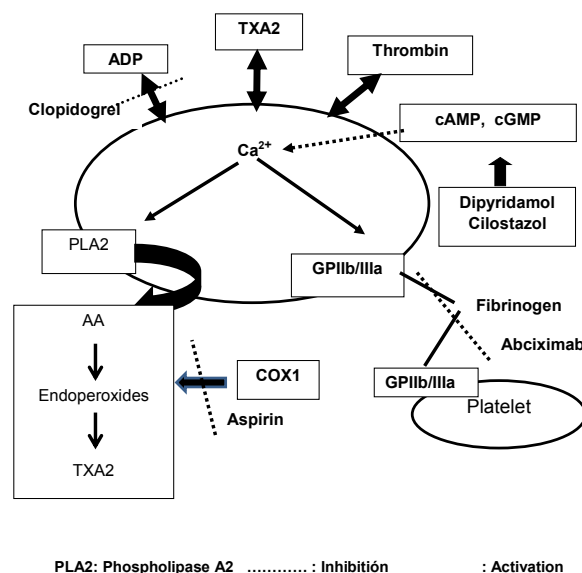 TXA2
ADP
Thrombin
Clopidogrel
cAMP, cGMP
Ca2+
Dipyridamol
Cilostazol
PLA2
GPIIb/IIIa
Fibrinogen
AA
Abciximab
COX1
GPIIb/IIIa
Endoperoxides
Platelet
Aspirin
TXA2
PLA2: Phospholipase A2 ............ : Inhibitión : Activation